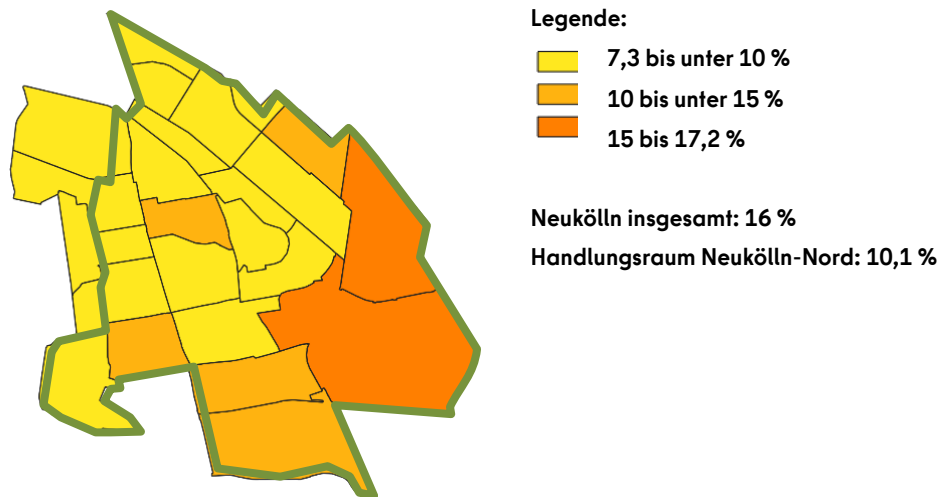 Legende:
7,3 bis unter 10 %
10 bis unter 15 %
15 bis 17,2 %
Neukölln insgesamt: 16 %
Handlungsraum Neukölln-Nord: 10,1 %